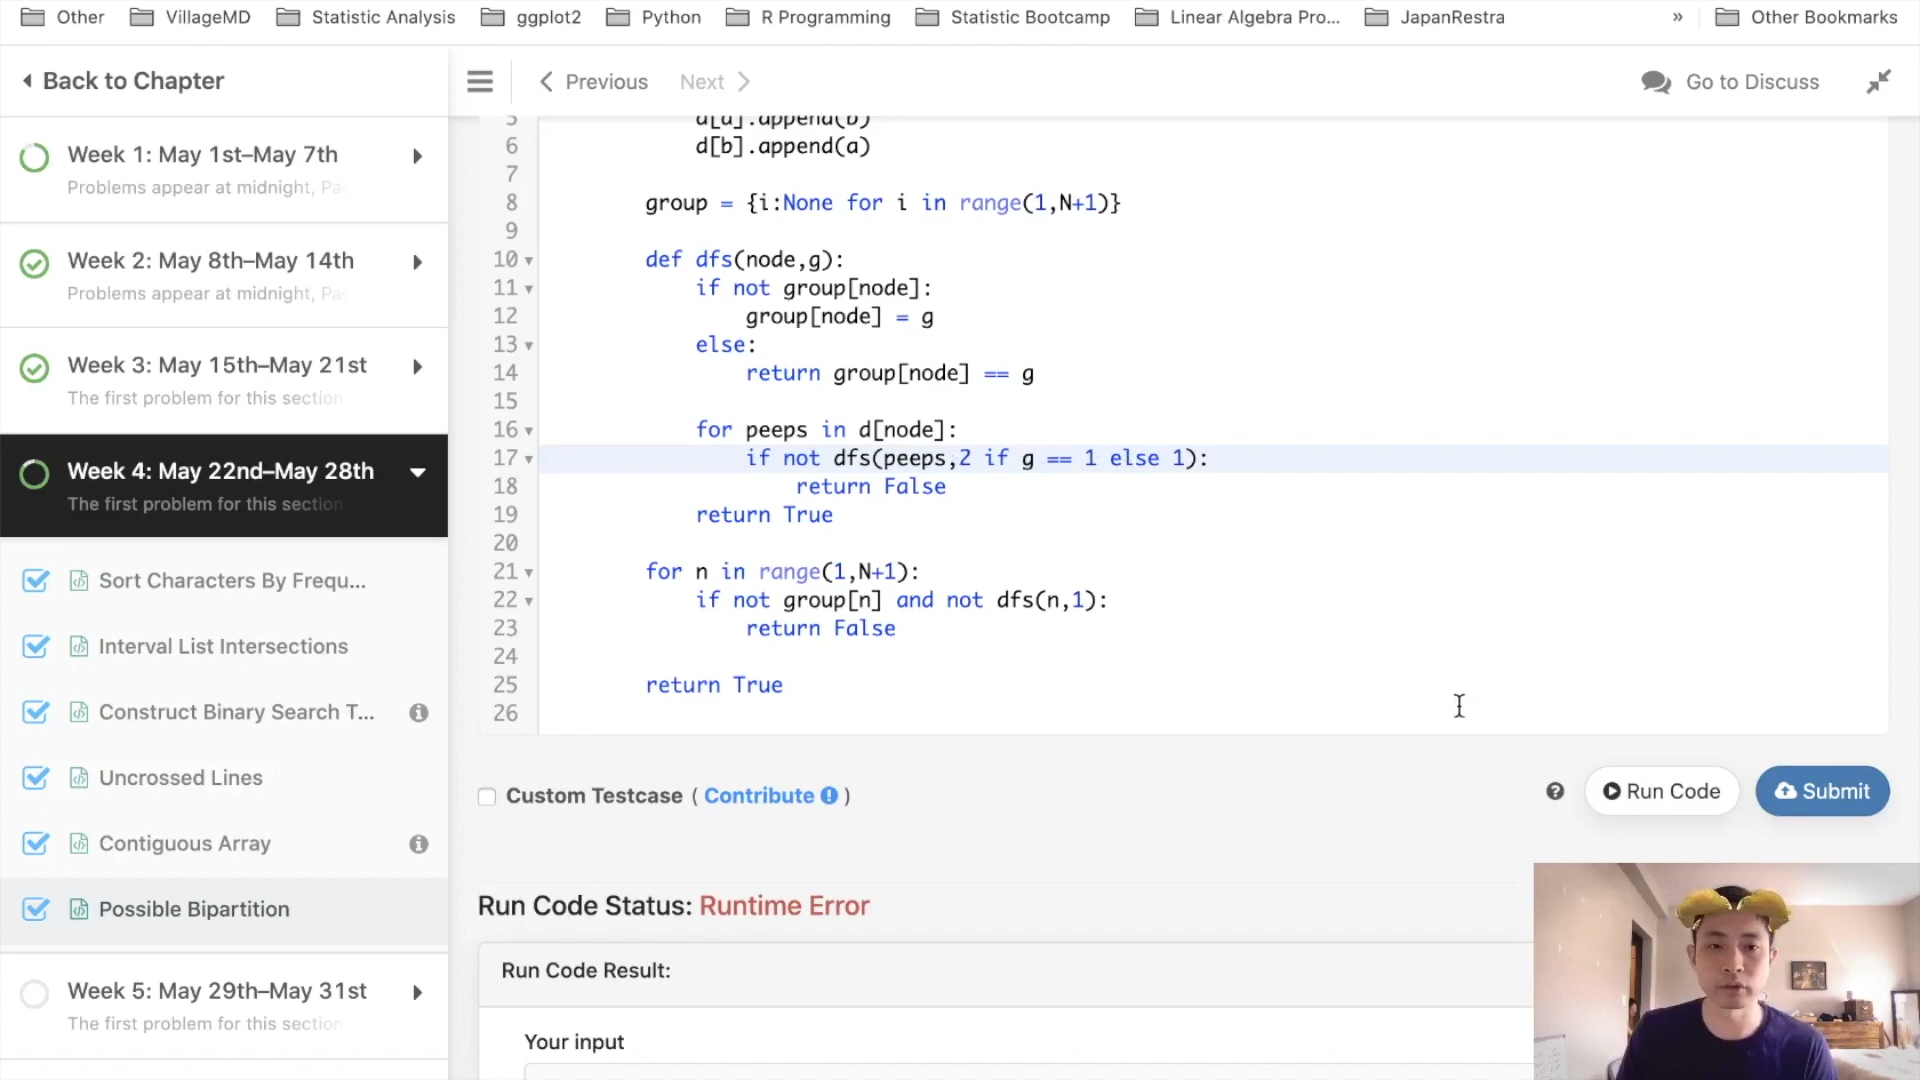 Other VillageMD Statistic Analysis ggplot2 Python R Programming Statistic Bootcamp Linear Algebra Pro... JapanRestra » Other Bookmarks
Back to Chapter
Previous Next Go to Discuss
Week 1: May 1st–May 7th
Problems appear at midnight, Pa
Week 2: May 8th–May 14th
Problems appear at midnight, Pa
Week 3: May 15th–May 21st
The first problem for this section
Week 4: May 22nd–May 28th
The first problem for this section
Sort Characters By Frequ...
Interval List Intersections
Construct Binary Search T...
Uncrossed Lines
Contiguous Array
Possible Bipartition
Week 5: May 29th–May 31st
The first problem for this section
5 d[a].append(b)
6 d[b].append(a)
7
8 group = {i:None for i in range(1,N+1)}
9
10 def dfs(node,g):
11 if not group[node]:
12 group[node] = g
13 else:
14 return group[node] == g
15
16 for peeps in d[node]:
17 if not dfs(peeps,2 if g == 1 else 1):
18 return False
19 return True
20
21 for n in range(1,N+1):
22 if not group[n] and not dfs(n,1):
23 return False
24
25 return True
26
Custom Testcase ( Contribute )
Run Code Submit
Run Code Status: Runtime Error
Run Code Result:
Your input